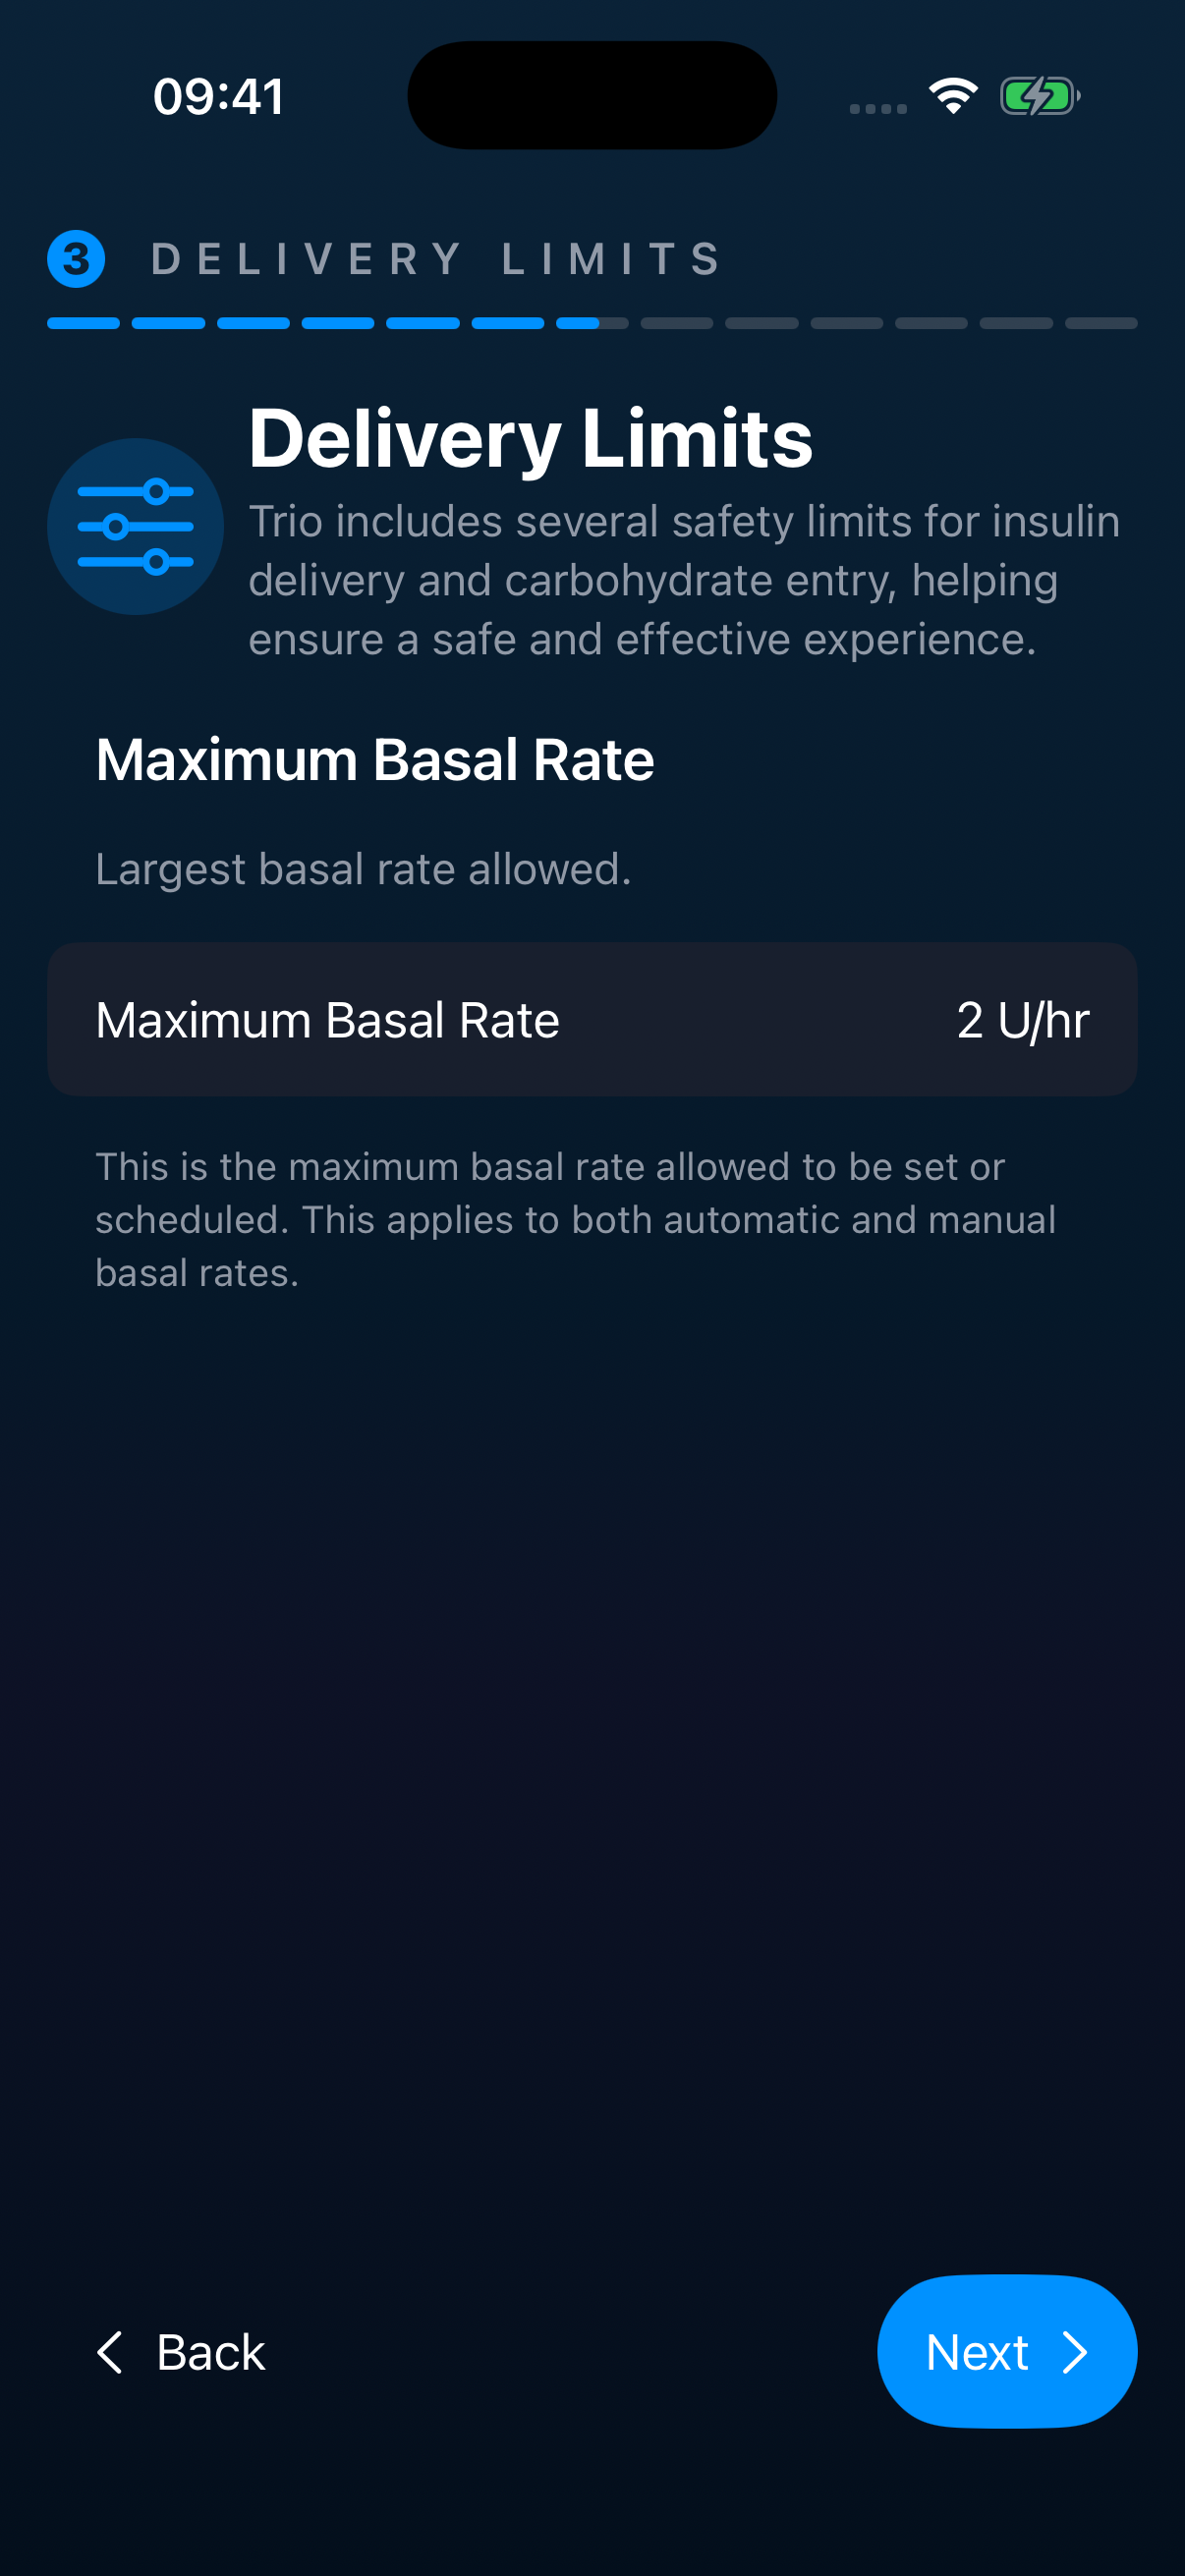 09:41
3 DELIVERY LIMITS
Delivery Limits
Trio includes several safety limits for insulin
delivery and carbohydrate entry, helping
ensure a safe and effective experience.
Maximum Basal Rate
Largest basal rate allowed.
Maximum Basal Rate 2 U/hr
This is the maximum basal rate allowed to be set or
scheduled. This applies to both automatic and manual
basal rates.
Back Next